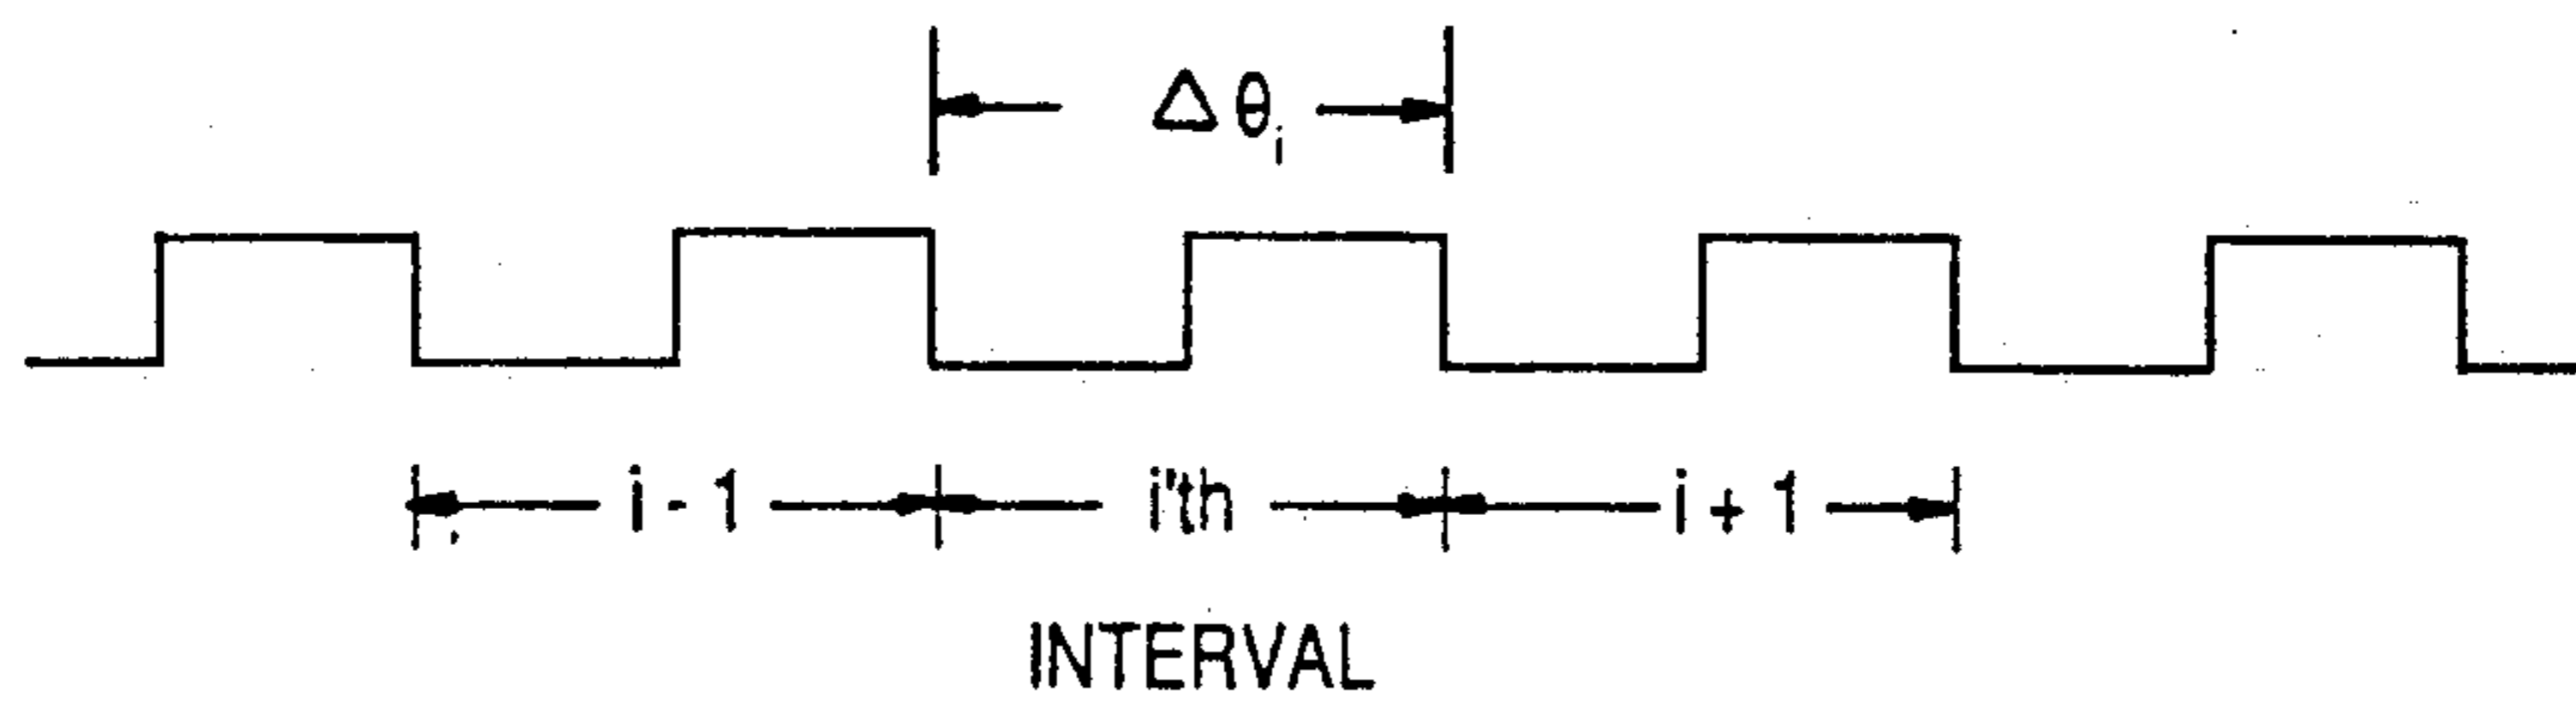 Δθi
i - 1 i'th i + 1
INTERVAL